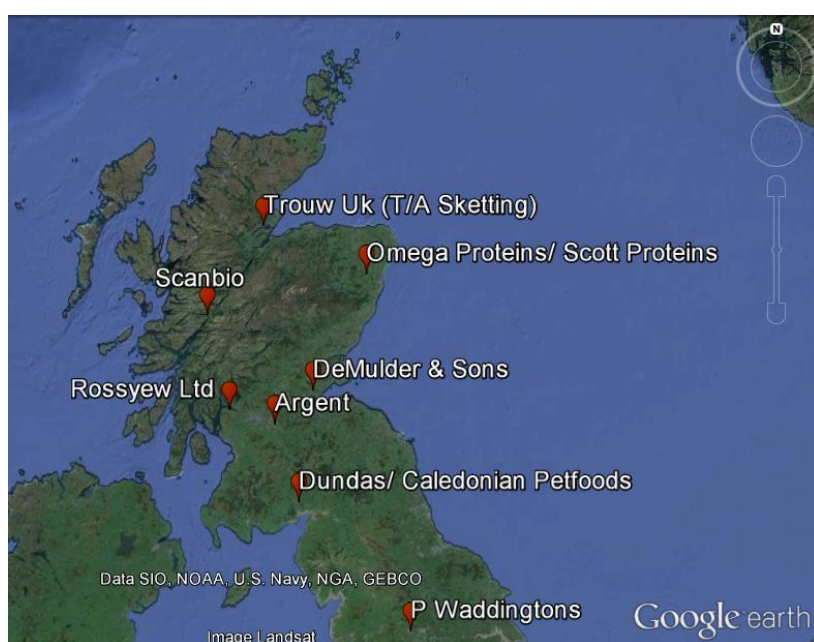 N
Trouw Uk (T/A Sketting)
Omega Proteins/ Scott Proteins
Scanbio
DeMulder & Sons
Rossyew Ltd
Argent
Dundas/ Caledonian Petfoods
Data SIO, NOAA, U.S. Navy, NGA, GEBCO
P Waddingtons
Google earth
Image Landsat